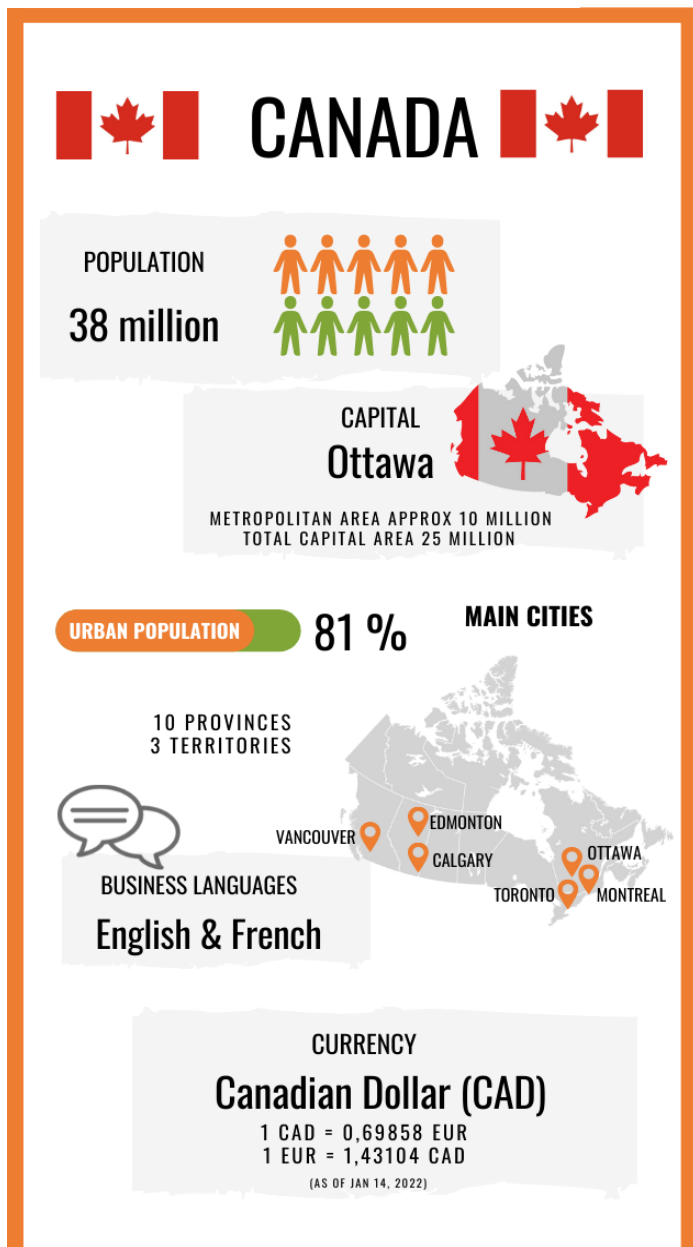 CANADA
POPULATION
38 million
CAPITAL
Ottawa
METROPOLITAN AREA APPROX 10 MILLION
TOTAL CAPITAL AREA 25 MILLION
URBAN POPULATION
81 %
MAIN CITIES
10 PROVINCES
3 TERRITORIES
VANCOUVER
EDMONTON
CALGARY
OTTAWA
TORONTO
MONTREAL
BUSINESS LANGUAGES
English & French
CURRENCY
Canadian Dollar (CAD)
1 CAD = 0,69858 EUR
1 EUR = 1,43104 CAD
(AS OF JAN 14, 2022)